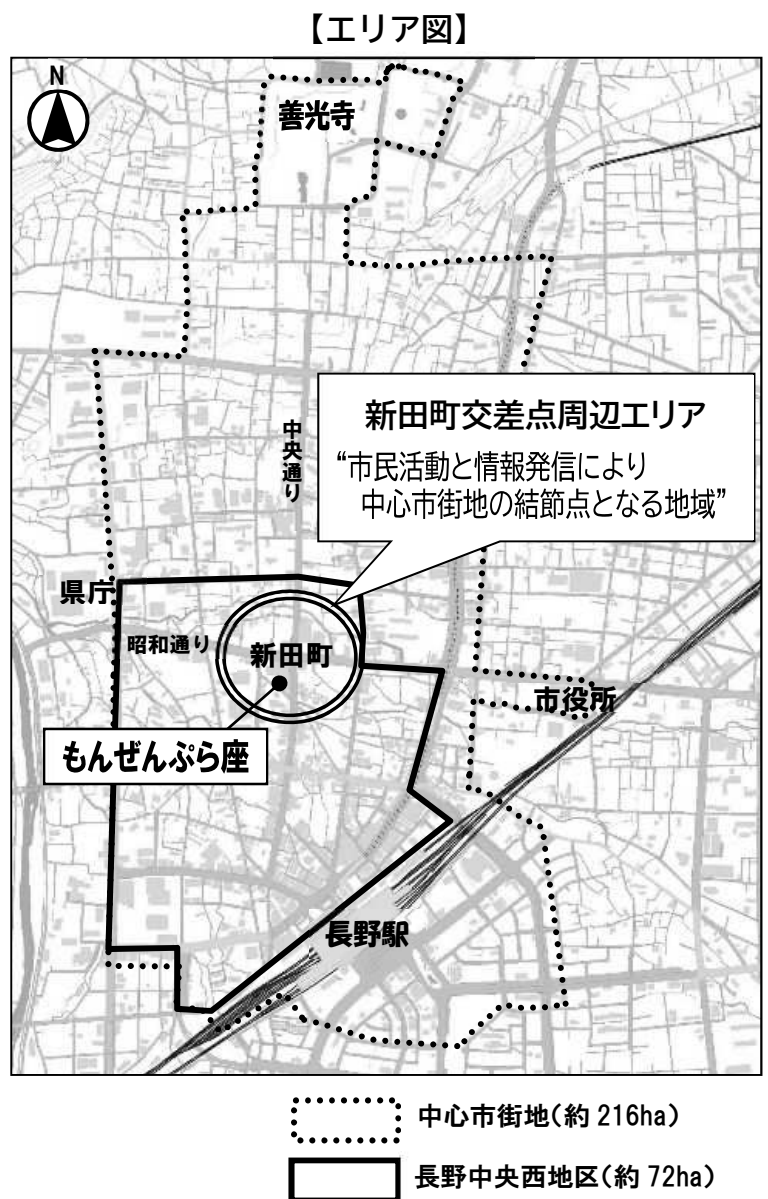 【エリア図】
N
善光寺
中央通り
新田町交差点周辺エリア
“市民活動と情報発信により
中心市街地の結節点となる地域”
県庁
昭和通り
新田町
市役所
もんぜんぷら座
長野駅
中心市街地(約 216ha)
長野中央西地区(約 72ha)